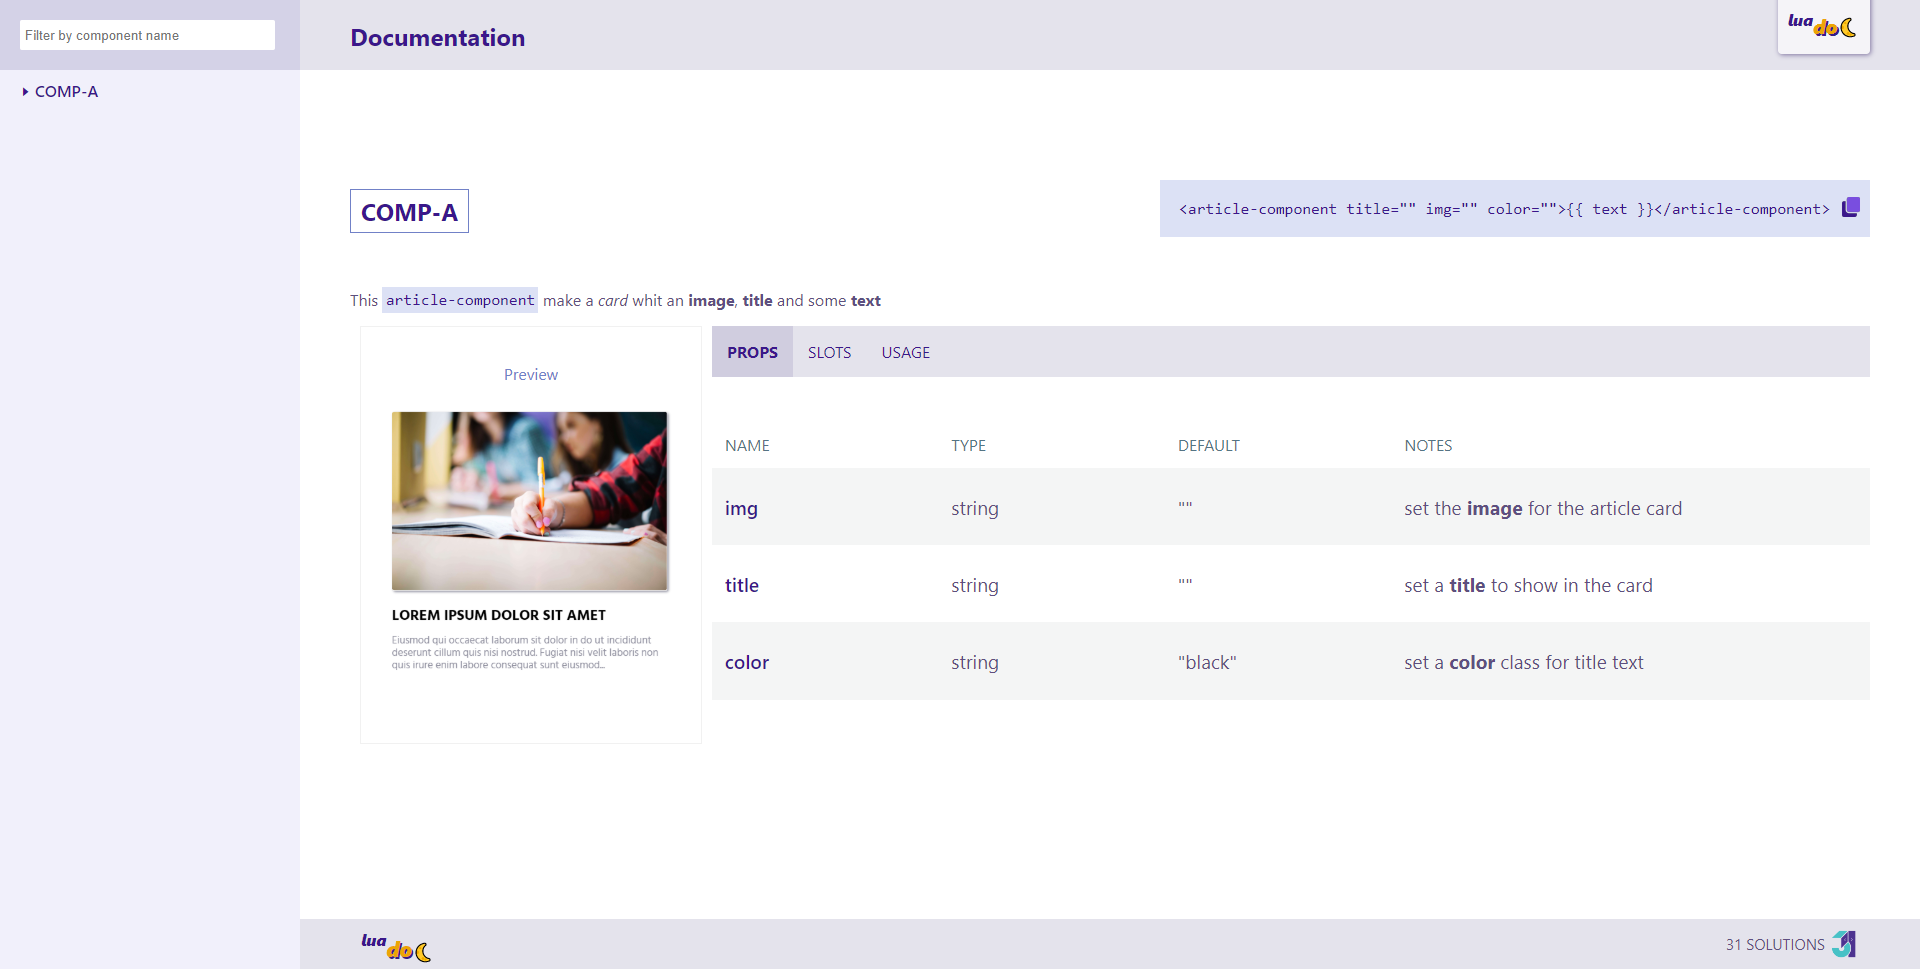 Filter by component name
Documentation
lua
do
COMP-A
COMP-A
<article-component title="" img="" color="">{{ text }}</article-component>
This article-component make a card whit an image, title and some text
Preview
LOREM IPSUM DOLOR SIT AMET
Eiusmod qui occaecat laborum sit dolor in do ut incididunt
deserunt cillum quis nisi nostrud. Fugiat nisi velit laboris non
quis irure enim labore consequat sunt eiusmod...
PROPS SLOTS USAGE
NAME TYPE DEFAULT NOTES
img string "" set the image for the article card
title string "" set a title to show in the card
color string "black" set a color class for title text
lua
do
31 SOLUTIONS
31